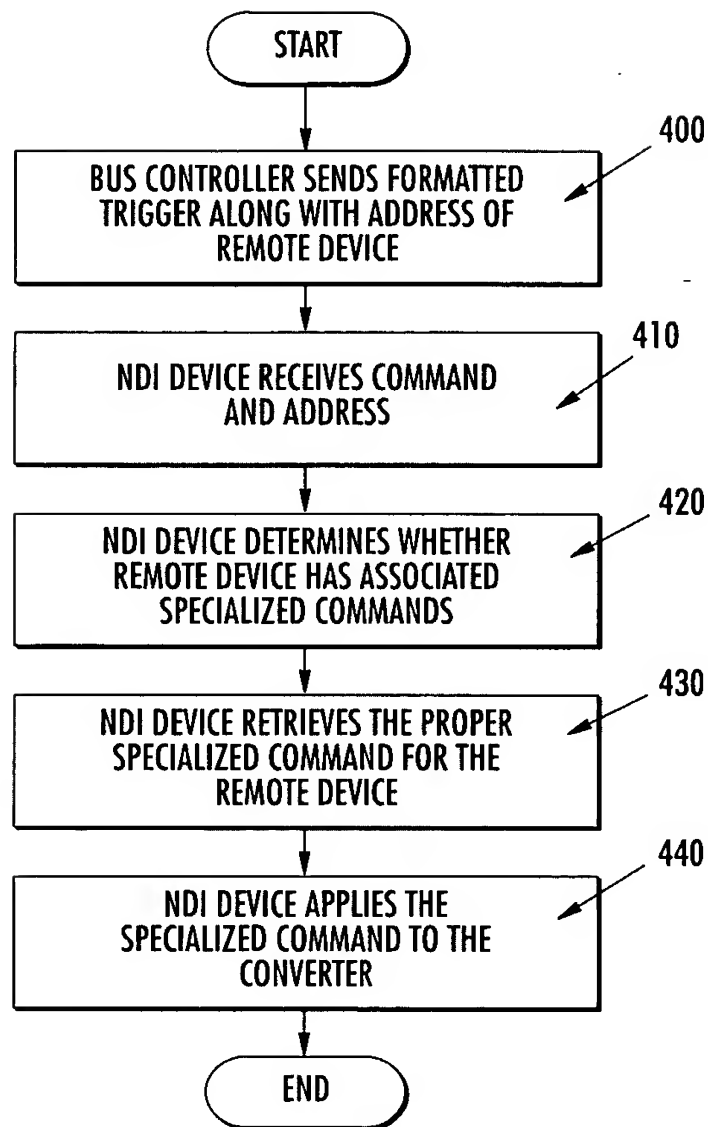 START
400
BUS CONTROLLER SENDS FORMATTED
TRIGGER ALONG WITH ADDRESS OF
REMOTE DEVICE
410
NDI DEVICE RECEIVES COMMAND
AND ADDRESS
420
NDI DEVICE DETERMINES WHETHER
REMOTE DEVICE HAS ASSOCIATED
SPECIALIZED COMMANDS
430
NDI DEVICE RETRIEVES THE PROPER
SPECIALIZED COMMAND FOR THE
REMOTE DEVICE
440
NDI DEVICE APPLIES THE
SPECIALIZED COMMAND TO THE
CONVERTER
END